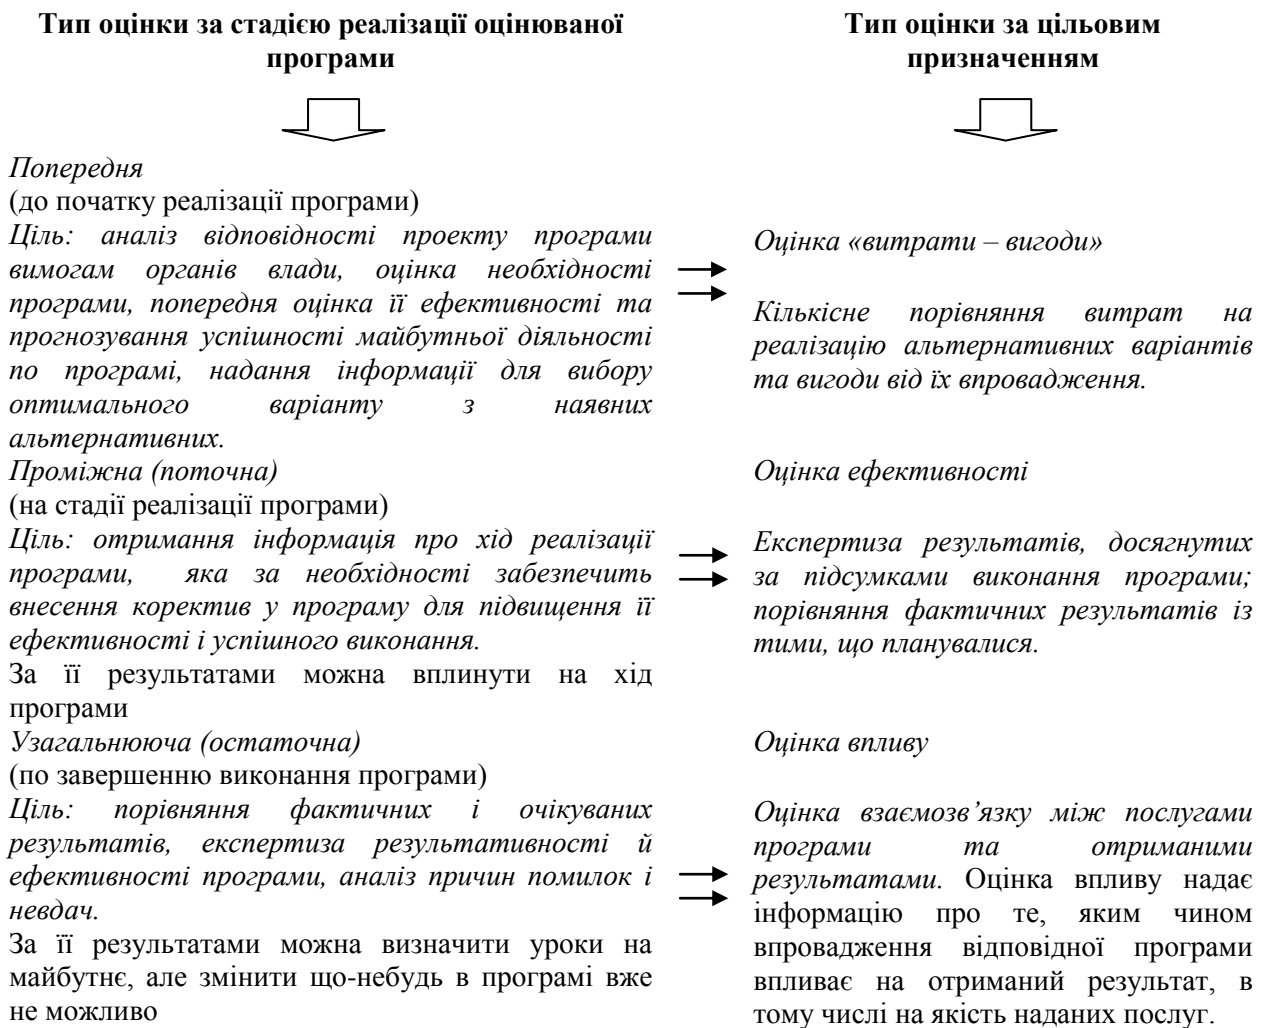 Тип оцінки за стадією реалізації оцінюваної
програми
Попередня
(до початку реалізації програми)
Ціль: аналіз відповідності проекту програми
вимогам органів влади, оцінка необхідності
програми, попередня оцінка її ефективності та
прогнозування успішності майбутньої діяльності
по програмі, надання інформації для вибору
оптимального варіанту з наявних
альтернативних.
Проміжна (поточна)
(на стадії реалізації програми)
Ціль: отримання інформація про хід реалізації
програми, яка за необхідності забезпечить
внесення коректив у програму для підвищення її
ефективності і успішного виконання.
За її результатами можна вплинути на хід
програми
Узагальнююча (остаточна)
(по завершенню виконання програми)
Ціль: порівняння фактичних і очікуваних
результатів, експертиза результативності й
ефективності програми, аналіз причин помилок і
невдач.
За її результатами можна визначити уроки на
майбутнє, але змінити що-небудь в програмі вже
не можливо
Тип оцінки за цільовим
призначенням
Оцінка «витрати – вигоди»
Кількісне порівняння витрат на
реалізацію альтернативних варіантів
та вигоди від їх впровадження.
Оцінка ефективності
Експертиза результатів, досягнутих
за підсумками виконання програми;
порівняння фактичних результатів із
тими, що планувалися.
Оцінка впливу
Оцінка взаємозв’язку між послугами
програми та отриманими
результатами. Оцінка впливу надає
інформацію про те, яким чином
впровадження відповідної програми
впливає на отриманий результат, в
тому числі на якість наданих послуг.